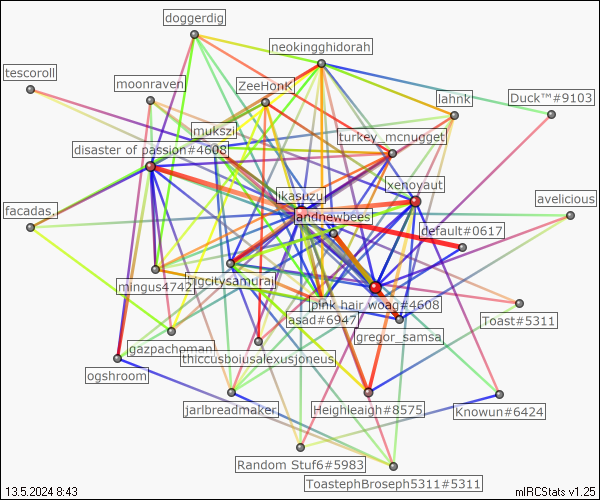 doggerdig
neokingghidorah
tescoroll
moonraven
ZeeHonK
lahnk
Duck™#9103
mukszi
turkey_mcnugget
disaster of passion#4608
xenoyaut
ikasuzu
avelicious
facadas.
andnewbees
default#0617
mingus4742
bigcitysamurai
pink hair woag#4608
asad#6947
Toast#5311
gregor_samsa
gazpachoman
thiccusboiusalexusjoneus
ogshroom
jarlbreadmaker
Heighleaigh#8575
Knowun#6424
Random Stuf6#5983
ToastephBroseph5311#5311
13.5.2024 8:43
mIRCStats v1.25